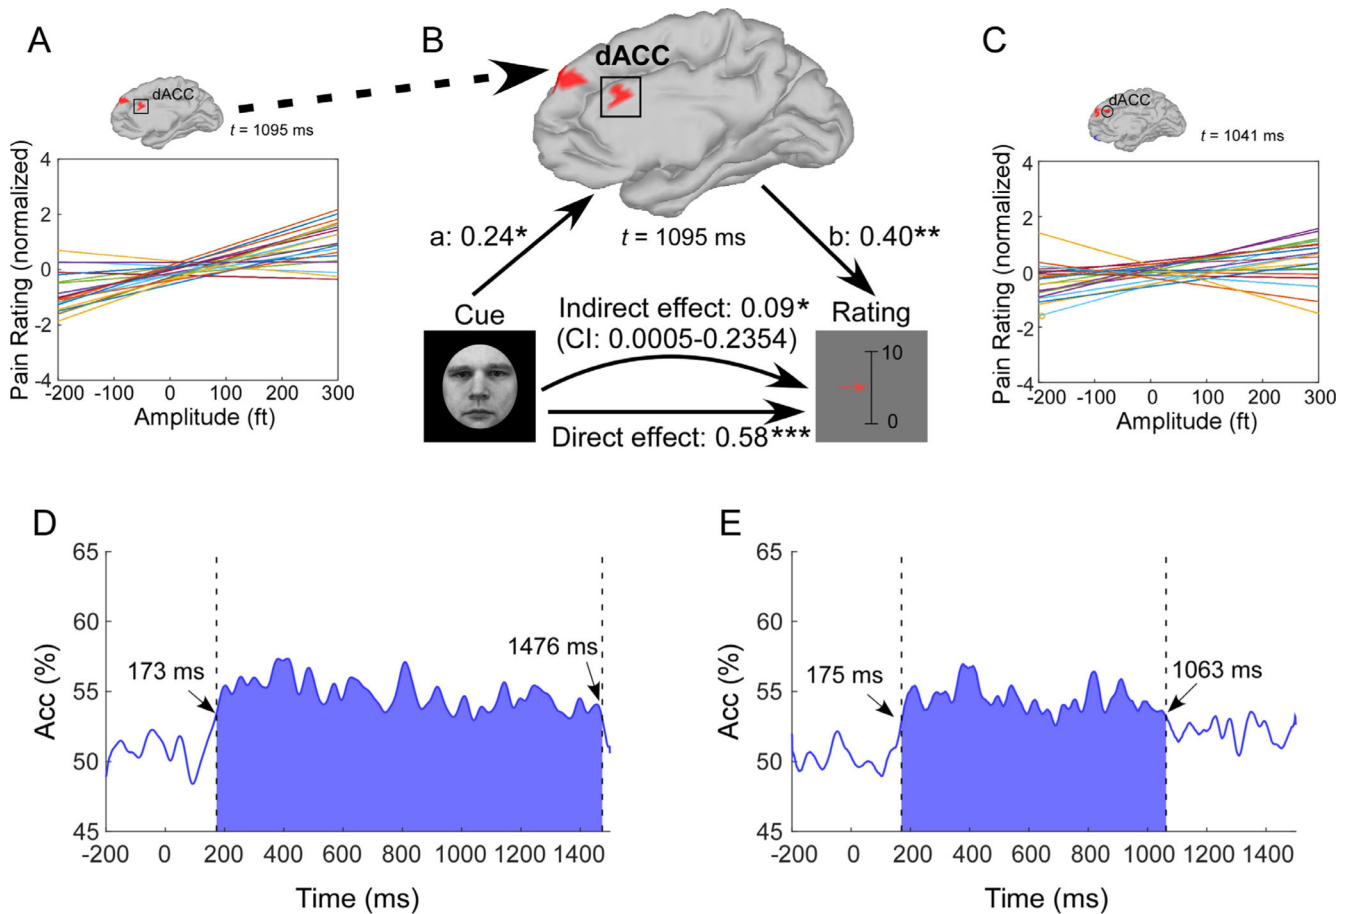 A
dACC
t = 1095 ms
Pain Rating (normalized)
4
2
0
-2
-4
-200 -100 0 100 200 300
Amplitude (ft)
B
dACC
a: 0.24*
t = 1095 ms
b: 0.40**
Cue
Indirect effect: 0.09*
(CI: 0.0005-0.2354)
Rating
10
0
Direct effect: 0.58***
C
dACC
t = 1041 ms
Pain Rating (normalized)
4
2
0
-2
-4
-200 -100 0 100 200 300
Amplitude (ft)
D
Acc (%)
65
60
55
50
45
173 ms
1476 ms
-200 0 200 400 600 800 1000 1200 1400
Time (ms)
E
Acc (%)
65
60
55
50
45
175 ms
1063 ms
-200 0 200 400 600 800 1000 1200 1400
Time (ms)